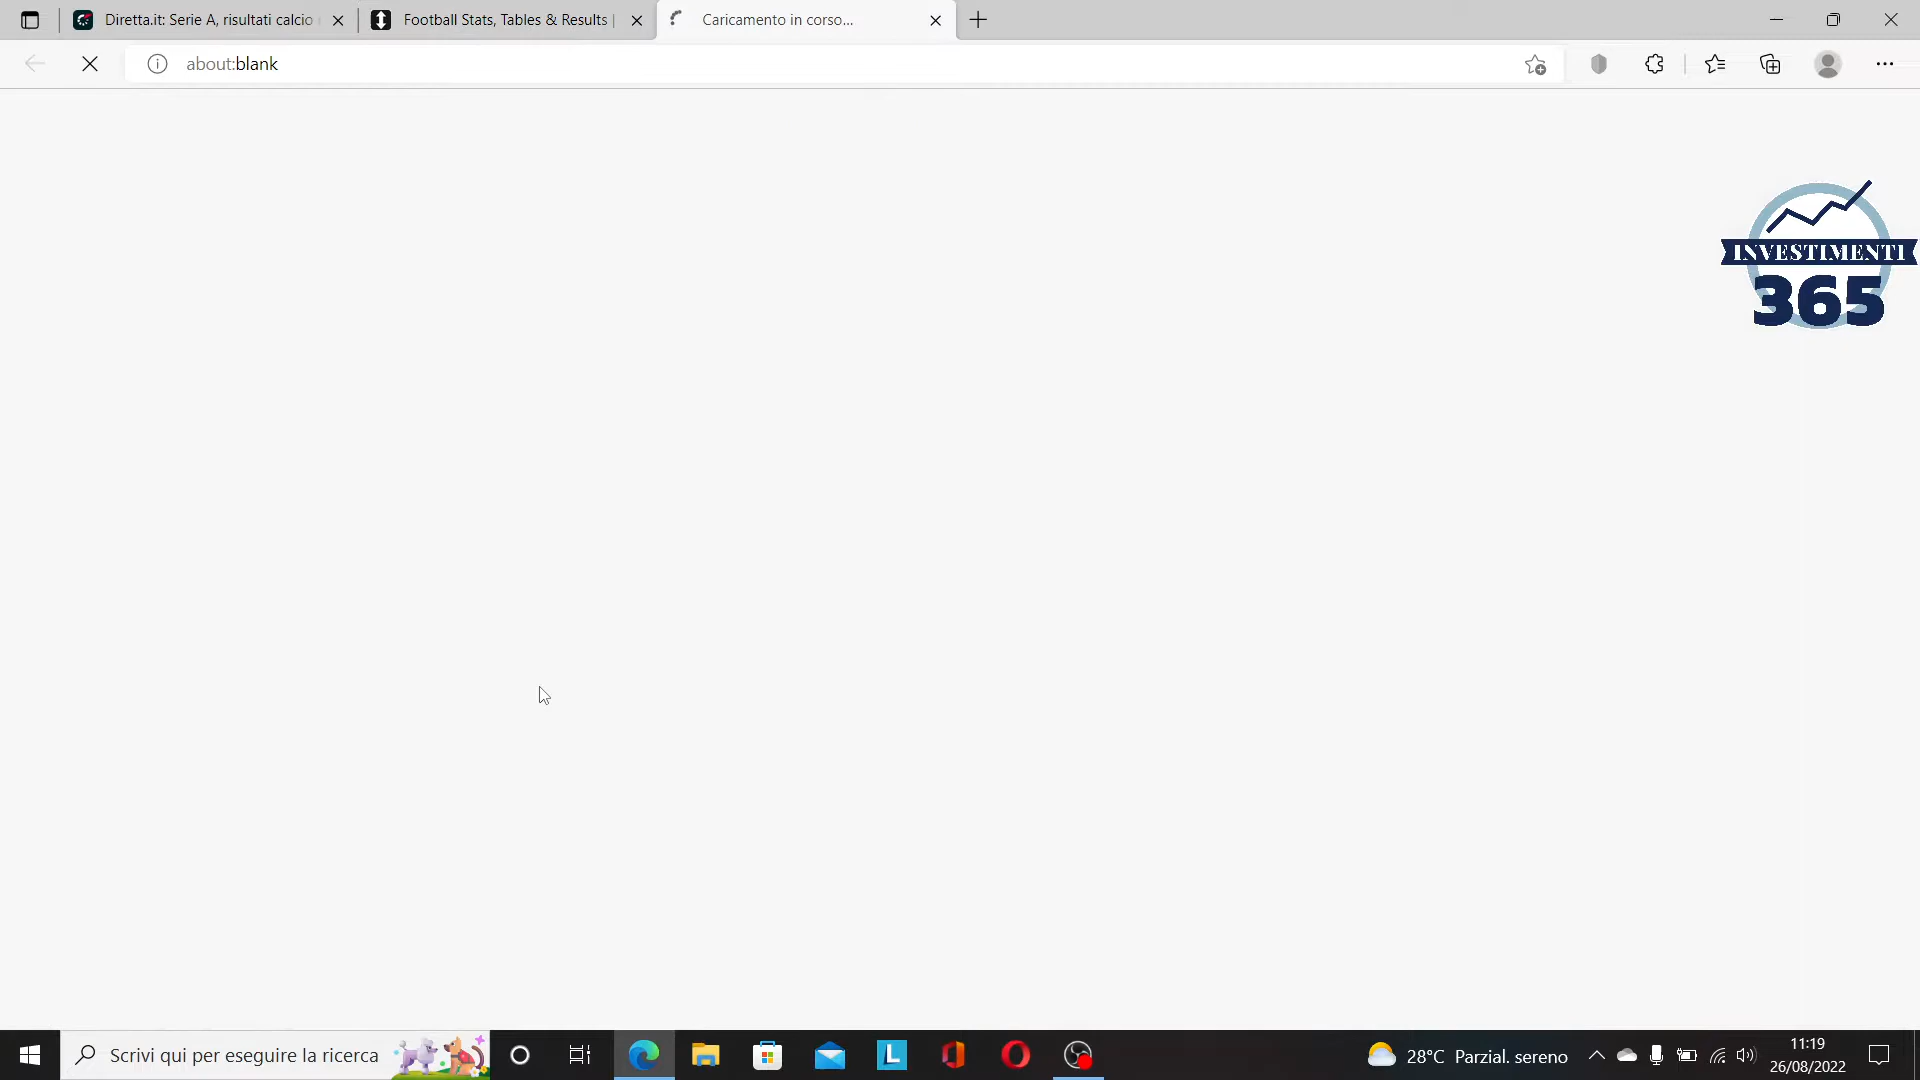 Diretta.it: Serie A, risultati calcio
Football Stats, Tables & Results |
Caricamento in corso...
about:blank
INVESTIMENTI
365
Scrivi qui per eseguire la ricerca
L
28°C Parzial. sereno
11:19
26/08/2022